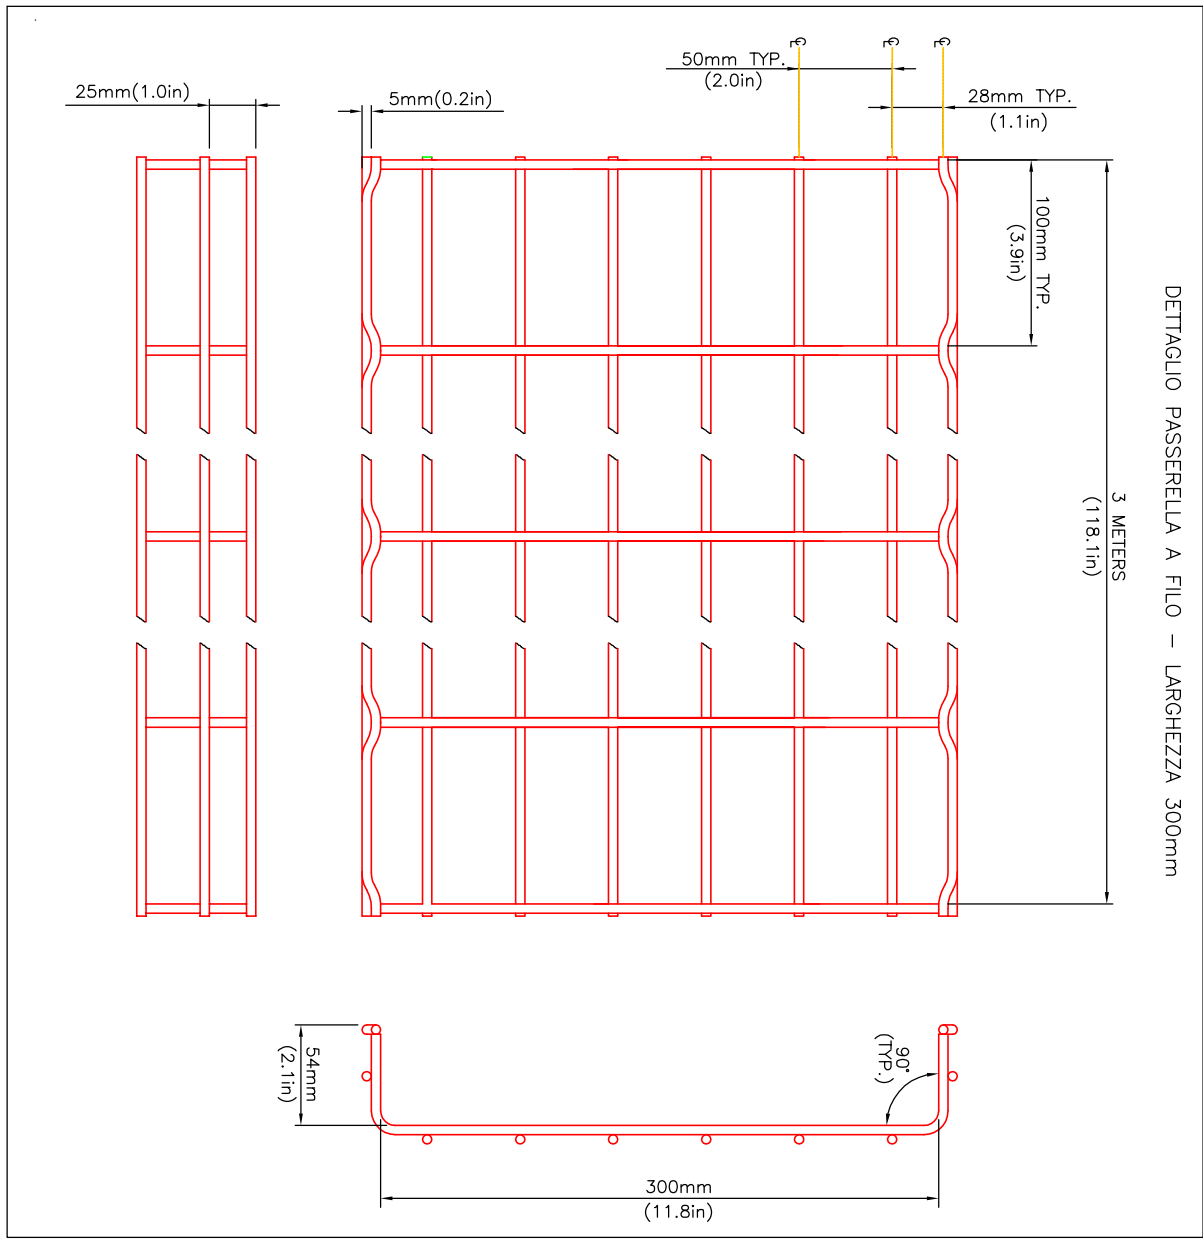 50mm TYP.
(2.0in)
28mm TYP.
(1.1in)
25mm(1.0in)
5mm(0.2in)
100mm TYP.
(3.9in)
3 METERS
(118.1in)
DETTAGLIO PASSERELLA A FILO - LARGHEZZA 300mm
54mm
(2.1in)
90°
(TYP.)
300mm
(11.8in)